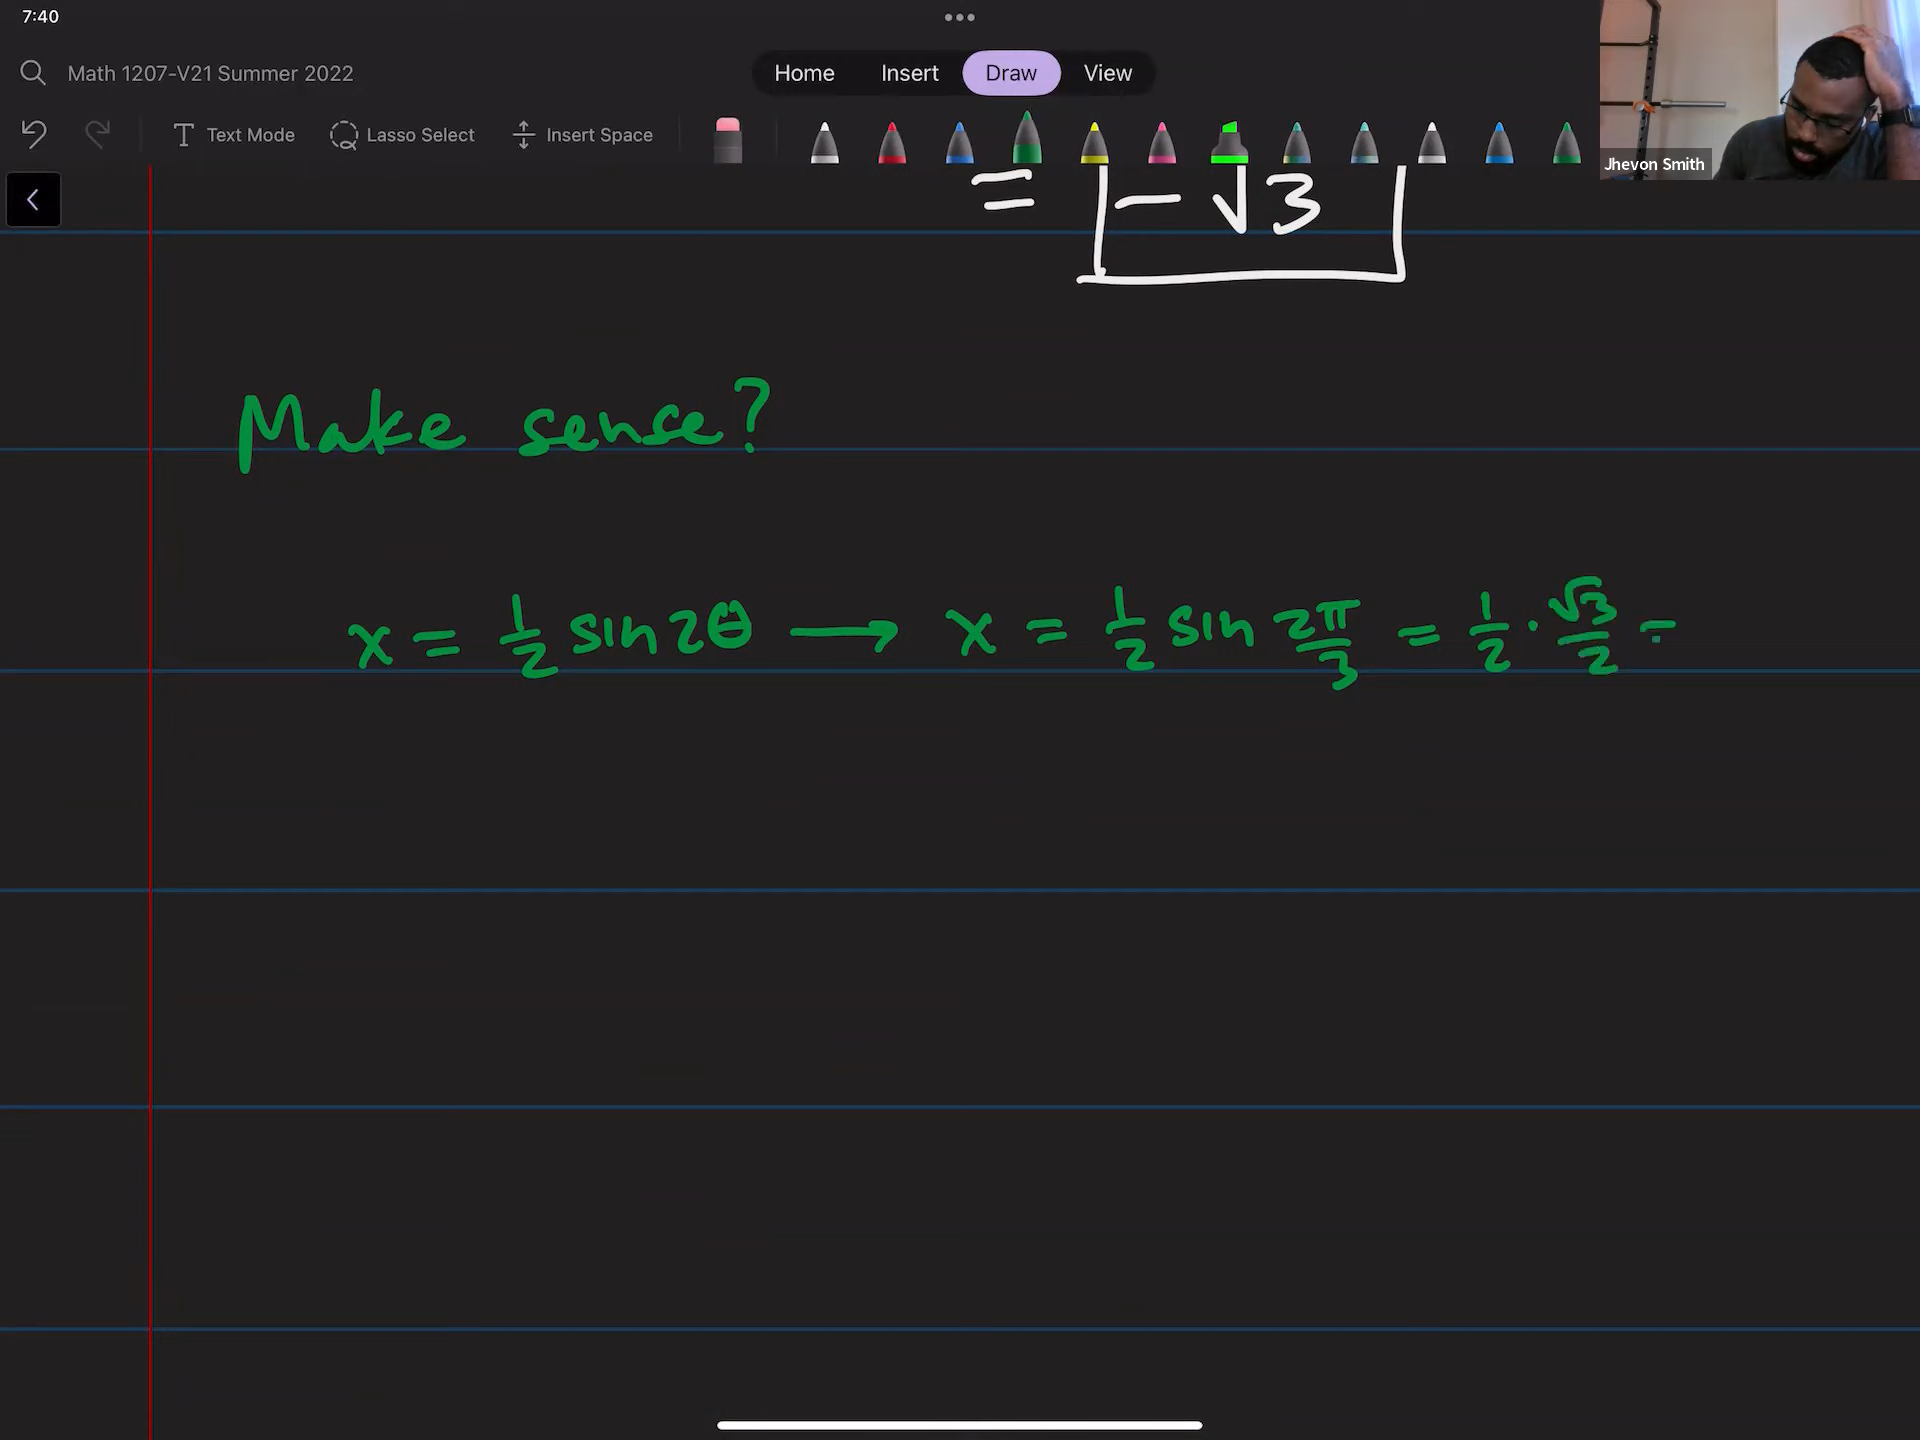 7:40
Math 1207-V21 Summer 2022
Home Insert Draw View
Text Mode Lasso Select Insert Space
Jhevon Smith
= -√3
Make sense?
x = 1/2 sin 2θ → x = 1/2 sin 2π/3 = 1/2 · √3/2 =